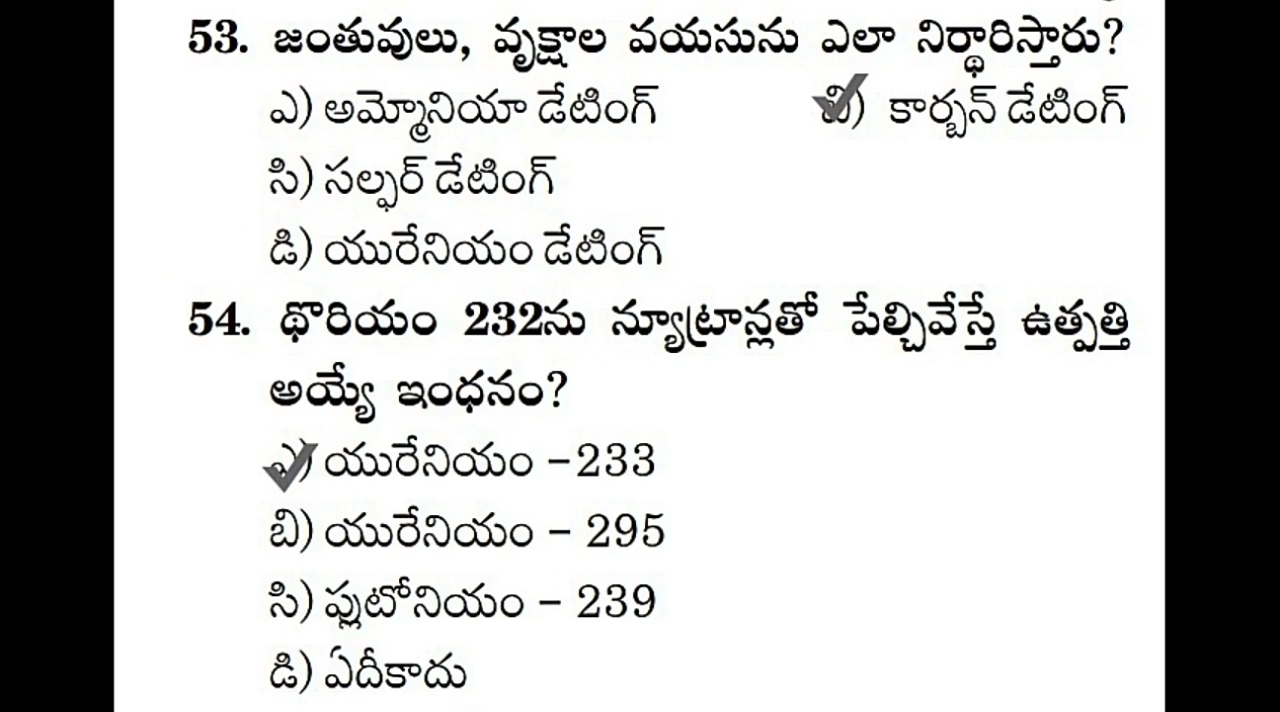 53. జంతువులు, వృక్షాల వయసును ఎలా నిర్ధారిస్తారు?
ఎ) అమ్మోనియా డేటింగ్ బి) కార్బన్ డేటింగ్
సి) సల్ఫర్ డేటింగ్
డి) యురేనియం డేటింగ్
54. థోరియం 232ను న్యూట్రాన్లతో పేల్చివేస్తే ఉత్పత్తి
అయ్యే ఇంధనం?
ఎ) యురేనియం – 233
బి) యురేనియం – 295
సి) ప్లుటోనియం – 239
డి) ఏదీకాదు